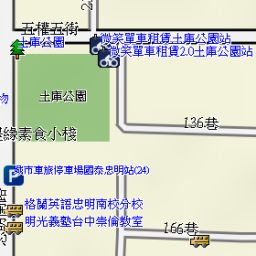 五權五街
土庫公園
微笑單車租賃土庫公園站
微笑單車租賃2.0土庫公園站
土庫公園
136巷
緣素食小棧
城市車旅停車場國泰忠明站(24)
格蘭英語忠明南校分校
明光義塾台中崇倫教室
166巷